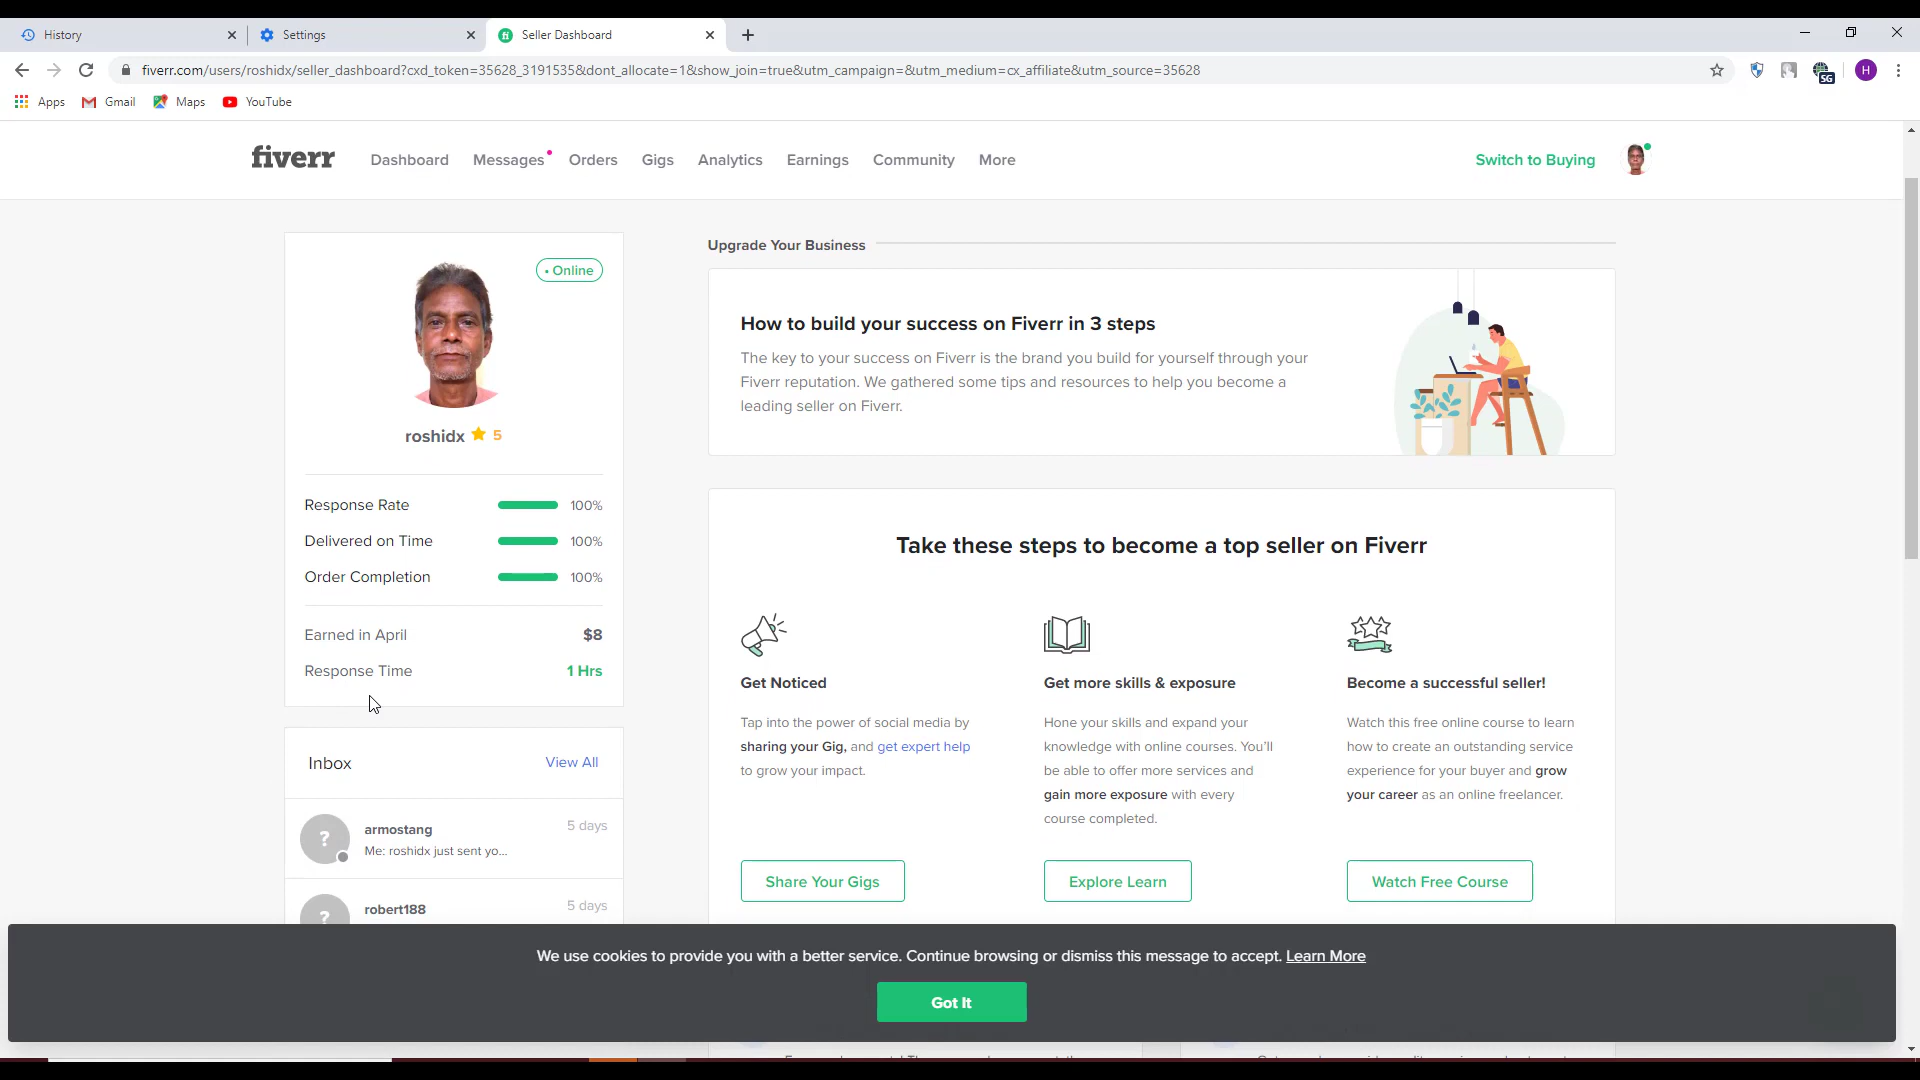 History
Settings
Seller Dashboard
fiverr.com/users/roshidx/seller_dashboard?cxd_token=35628_3191535&dont_allocate=1&show_join=true&utm_campaign=&utm_medium=cx_affiliate&utm_source=35628
SG
H
Apps
Gmail
Maps
YouTube
fiverr
Dashboard
Messages
Orders
Gigs
Analytics
Earnings
Community
More
Switch to Buying
• Online
roshidx 5
Response Rate 100%
Delivered on Time 100%
Order Completion 100%
Earned in April $8
Response Time 1 Hrs
Inbox View All
armostang 5 days
Me: roshidx just sent yo...
robert188 5 days
Upgrade Your Business
How to build your success on Fiverr in 3 steps
The key to your success on Fiverr is the brand you build for yourself through your
Fiverr reputation. We gathered some tips and resources to help you become a
leading seller on Fiverr.
Take these steps to become a top seller on Fiverr
Get Noticed
Tap into the power of social media by
sharing your Gig, and get expert help
to grow your impact.
Share Your Gigs
Get more skills & exposure
Hone your skills and expand your
knowledge with online courses. You'll
be able to offer more services and
gain more exposure with every
course completed.
Explore Learn
Become a successful seller!
Watch this free online course to learn
how to create an outstanding service
experience for your buyer and grow
your career as an online freelancer.
Watch Free Course
We use cookies to provide you with a better service. Continue browsing or dismiss this message to accept. Learn More
Got It